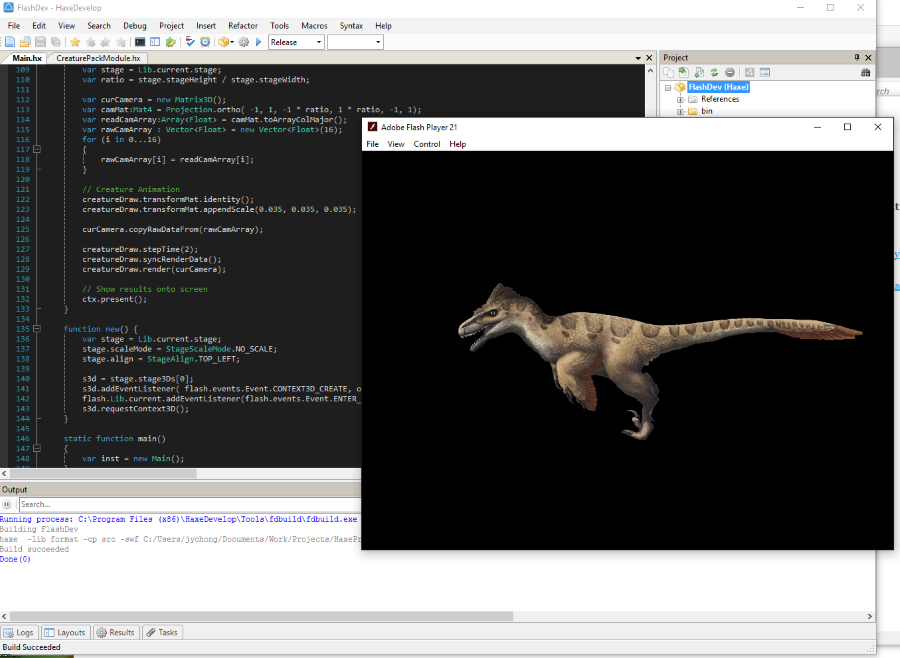 FlashDev - HaxeDevelop
File Edit View Search Debug Project Insert Refactor Tools Macros Syntax Help
Release
Main.hx CreaturePackModule.hx
109 var stage = Lib.current.stage;
110 var ratio = stage.stageHeight / stage.stageWidth;
111
112 var curCamera = new Matrix3D();
113 var camMat:Mat4 = Projection.ortho( -1, 1, -1 * ratio, 1 * ratio, -1, 1);
114 var readCamArray:Array<Float> = camMat.toArrayColMajor();
115 var rawCamArray : Vector<Float> = new Vector<Float>(16);
116 for (i in 0...16)
117 {
118 rawCamArray[i] = readCamArray[i];
119 }
120
121 // Creature Animation
122 creatureDraw.transformMat.identity();
123 creatureDraw.transformMat.appendScale(0.035, 0.035, 0.035);
124
125 curCamera.copyRawDataFrom(rawCamArray);
126
127 creatureDraw.stepTime(2);
128 creatureDraw.syncRenderData();
129 creatureDraw.render(curCamera);
130
131 // Show results onto screen
132 ctx.present();
133 }
134
135 function new() {
136 var stage = Lib.current.stage;
137 stage.scaleMode = StageScaleMode.NO_SCALE;
138 stage.align = StageAlign.TOP_LEFT;
139
140 s3d = stage.stage3Ds[0];
141 s3d.addEventListener( flash.events.Event.CONTEXT3D_CREATE, o
142 flash.Lib.current.addEventListener(flash.events.Event.ENTER_
143 s3d.requestContext3D();
144 }
145
146 static function main()
147 {
148 var inst = new Main();
Project
FlashDev (Haxe)
References
bin
Adobe Flash Player 21
File View Control Help
Output
Search...
Running process: C:\Program Files (x86)\HaxeDevelop\Tools\fdbuild\fdbuild.exe
Building FlashDev
haxe -lib format -cp src -swf C:/Users/jychong/Documents/Work/Projects/HaxePr
Build succeeded
Done(0)
Logs Layouts Results Tasks
Build Succeeded